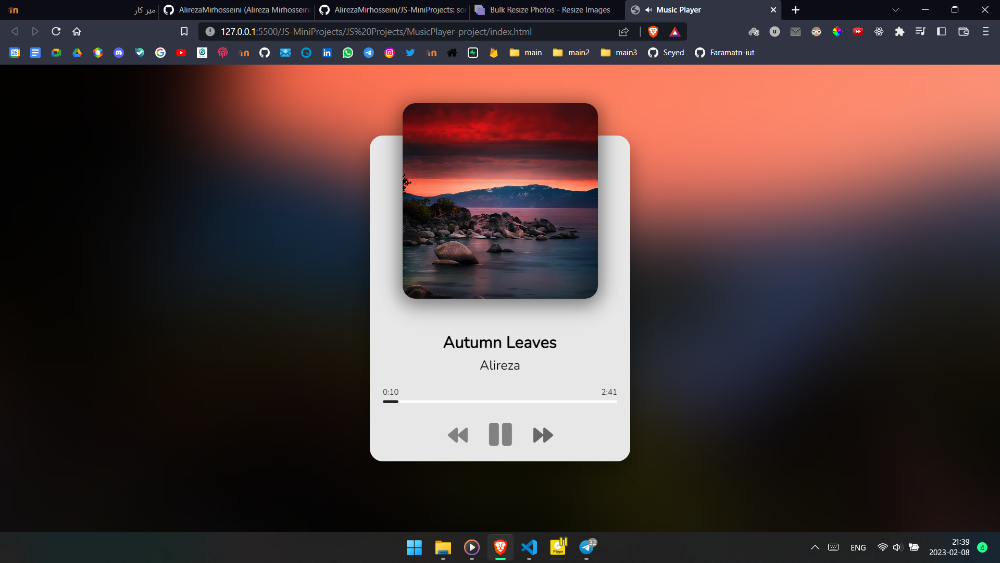 میز کار
AlirezaMirhosseini (Alireza Mirhossein
AlirezaMirhosseini/JS-MiniProjects: so
Bulk Resize Photos - Resize Images
Music Player
127.0.0.1:5500/JS-MiniProjects/JS%20Projects/MusicPlayer-project/index.html
main
main2
main3
Seyed
Faramatn-iut
Autumn Leaves
Alireza
0:10
2:41
ENG
21:39
2023-02-08
4